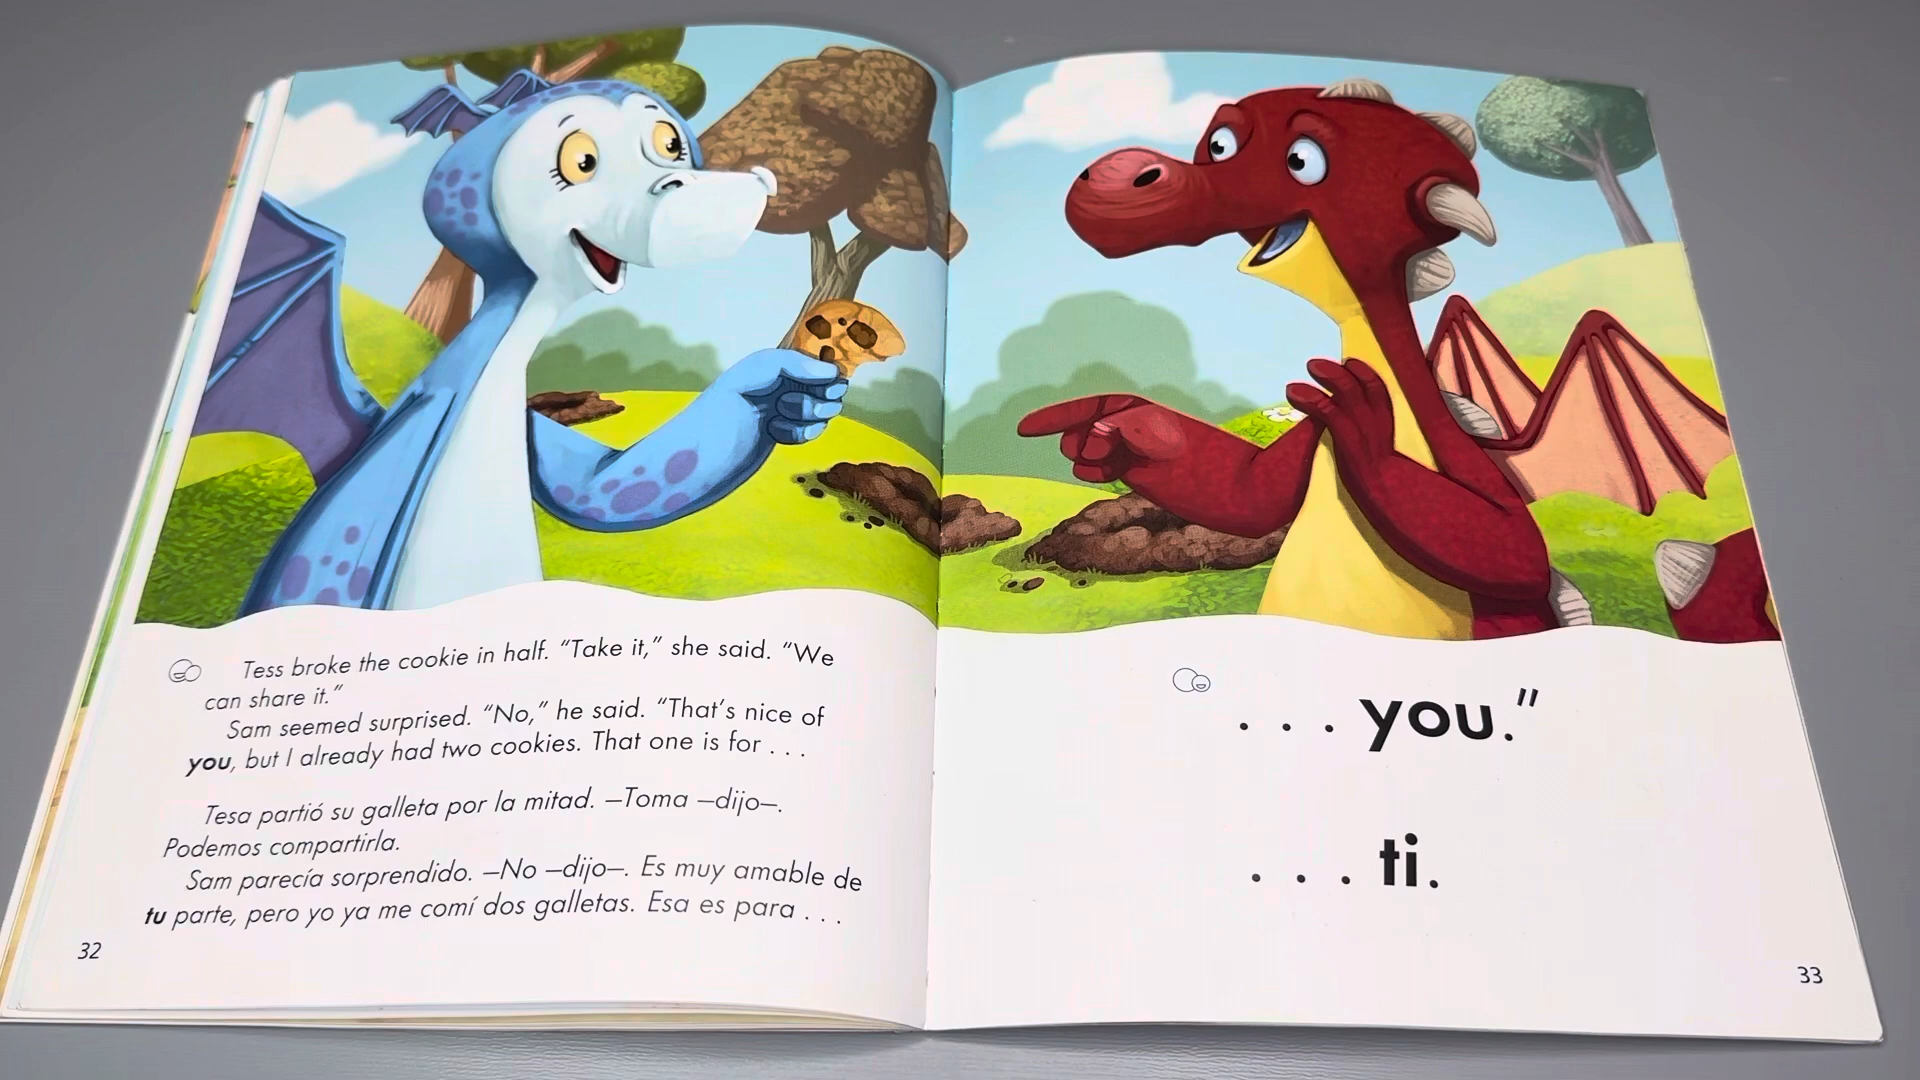 Tess broke the cookie in half. “Take it,” she said. “We
can share it.”
Sam seemed surprised. “No,” he said. “That’s nice of
you, but I already had two cookies. That one is for . . .
Tesa partió su galleta por la mitad. —Toma —dijo—.
Podemos compartirla.
Sam parecía sorprendido. —No —dijo—. Es muy amable de
tu parte, pero yo ya me comí dos galletas. Esa es para . . .
32
. . . you.”
. . . ti.
33